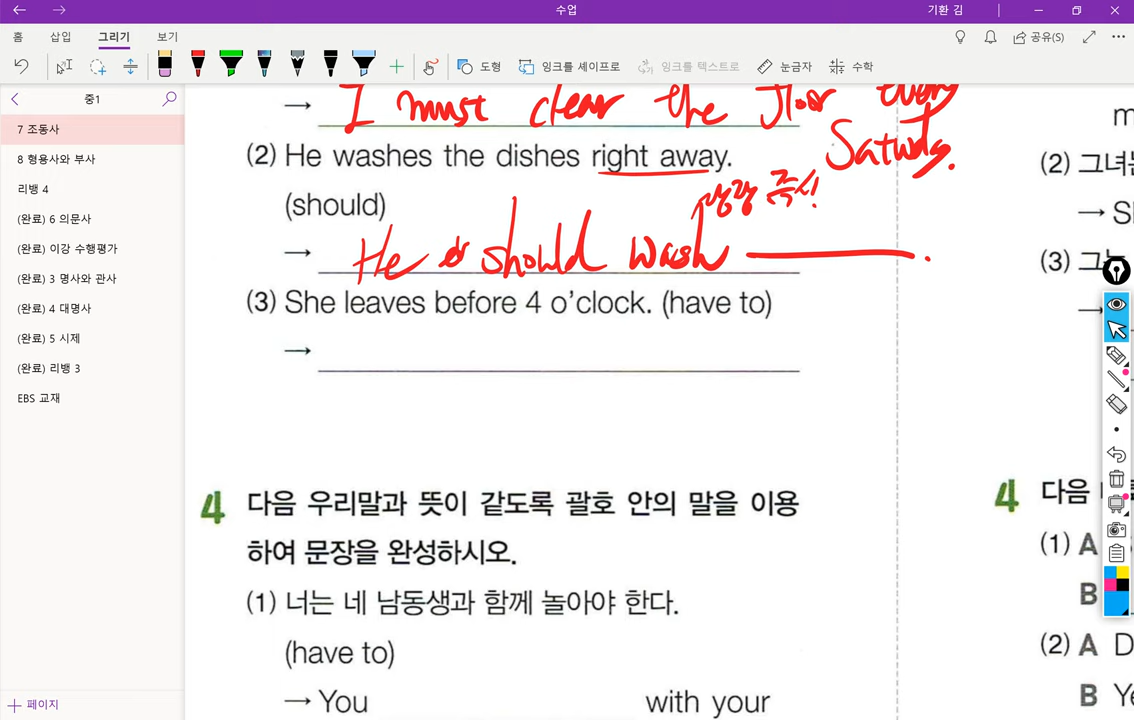 수업
기환 김
홈 삽입 그리기 보기
공유(S)
도형 잉크를 셰이프로 잉크를 텍스트로 눈금자 수학
중1
7 조동사
8 형용사와 부사
리뱅 4
(완료) 6 의문사
(완료) 이강 수행평가
(완료) 3 명사와 관사
(완료) 4 대명사
(완료) 5 시제
(완료) 리뱅 3
EBS 교재
페이지
→ I must clear the floor every
Saturda.
(2) He washes the dishes right away.
당장 즉시!
(should)
→ He should wash
(3) She leaves before 4 o'clock. (have to)
→
4 다음 우리말과 뜻이 같도록 괄호 안의 말을 이용
하여 문장을 완성하시오.
(1) 너는 네 남동생과 함께 놀아야 한다.
(have to)
→ You with your
m
(2) 그녀는
→ S
(3) 그는
→
4 다음
(1) A
B
(2) A D
B Ye